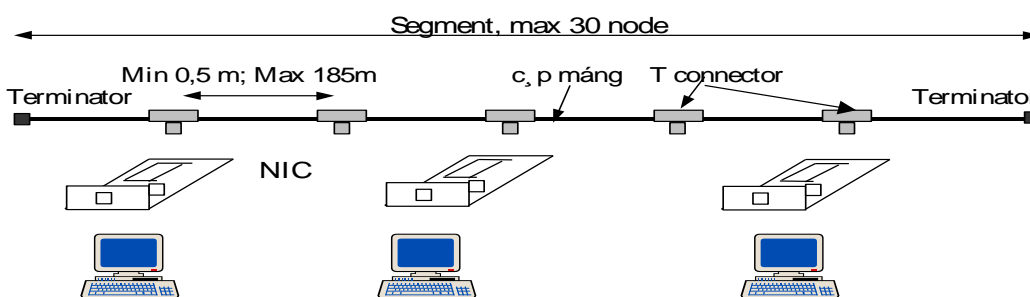 Segment, max 30 node
Min 0,5 m; Max 185m
c¸p máng
T connector
Terminator
Terminato
NIC